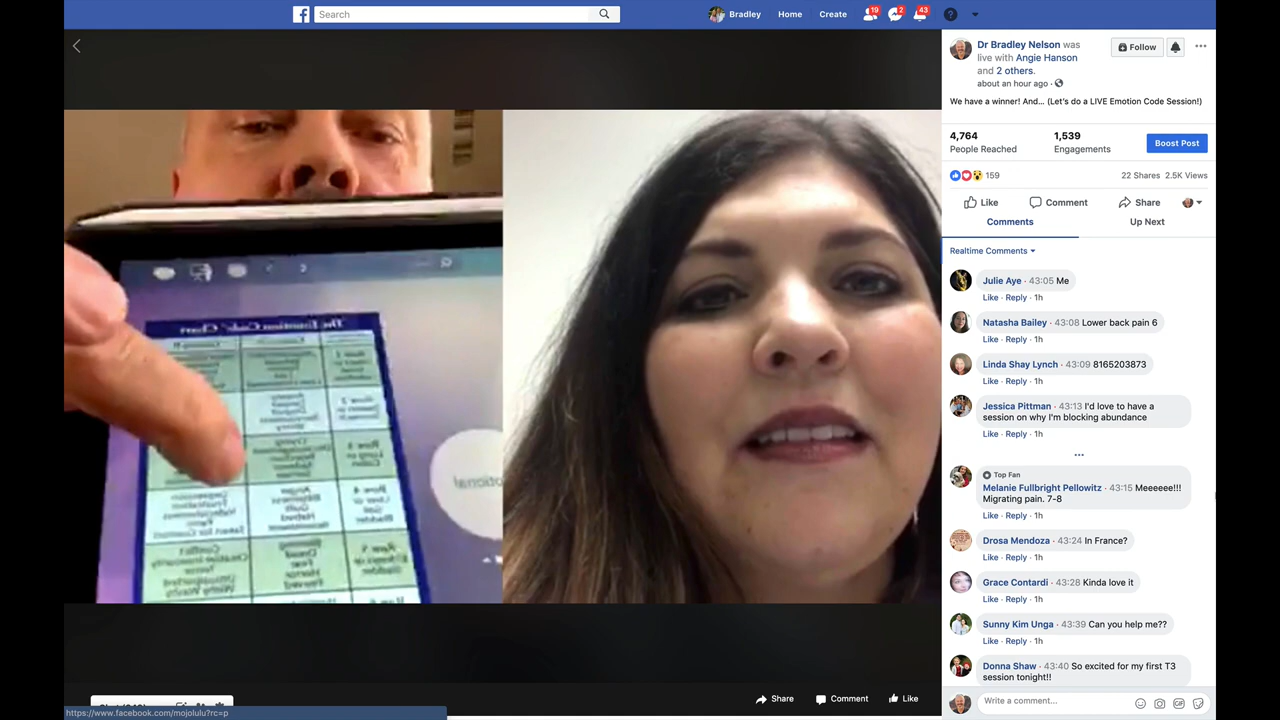 Search
Bradley
Home
Create
19
2
43
Dr Bradley Nelson was
live with Angie Hanson
and 2 others.
about an hour ago ·
Follow
We have a winner! And... (Let's do a LIVE Emotion Code Session!)
4,764
People Reached
1,539
Engagements
Boost Post
159
22 Shares 2.5K Views
Like
Comment
Share
Comments
Up Next
Realtime Comments
Julie Aye · 43:05 Me
Like · Reply · 1h
Natasha Bailey · 43:08 Lower back pain 6
Like · Reply · 1h
Linda Shay Lynch · 43:09 8165203873
Like · Reply · 1h
Jessica Pittman · 43:13 I'd love to have a
session on why I'm blocking abundance
Like · Reply · 1h
Top Fan
Melanie Fullbright Pellowitz · 43:15 Meeeeee!!!
Migrating pain. 7-8
Like · Reply · 1h
Drosa Mendoza · 43:24 In France?
Like · Reply · 1h
Grace Contardi · 43:28 Kinda love it
Like · Reply · 1h
Sunny Kim Unga · 43:39 Can you help me??
Like · Reply · 1h
Donna Shaw · 43:40 So excited for my first T3
session tonight!!
Write a comment...
GIF
The Emotion Code Chart
Share
Comment
Like
https://www.facebook.com/mojolulu?rc=p